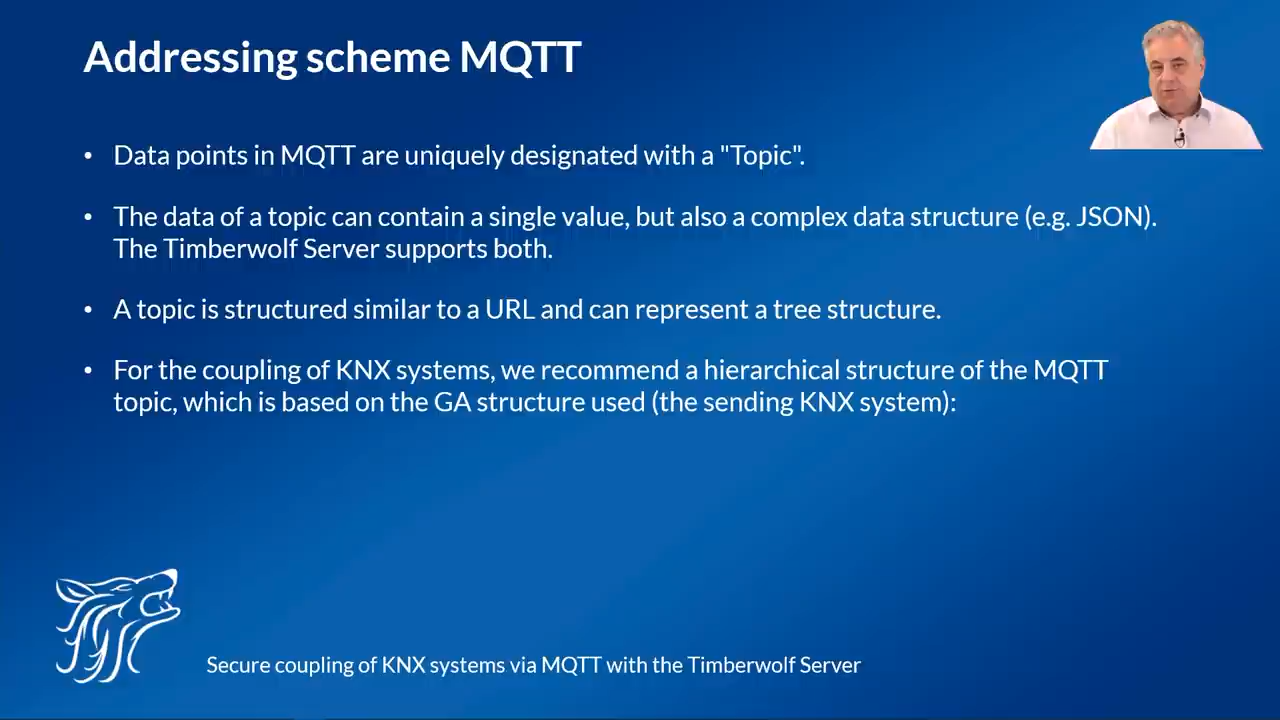 Addressing scheme MQTT
• Data points in MQTT are uniquely designated with a "Topic".
• The data of a topic can contain a single value, but also a complex data structure (e.g. JSON).
The Timberwolf Server supports both.
• A topic is structured similar to a URL and can represent a tree structure.
• For the coupling of KNX systems, we recommend a hierarchical structure of the MQTT
topic, which is based on the GA structure used (the sending KNX system):
Secure coupling of KNX systems via MQTT with the Timberwolf Server